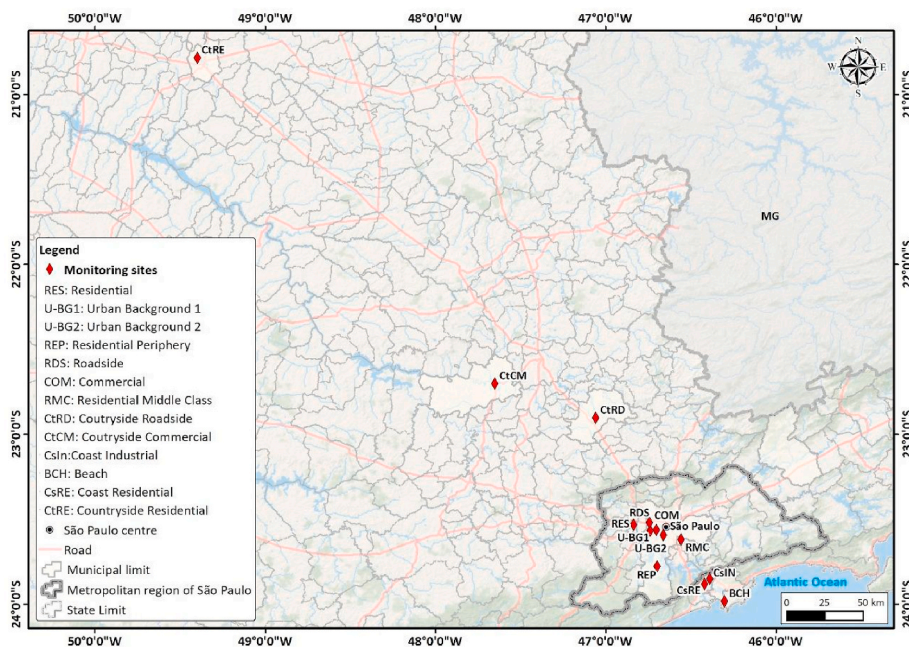 50°0'0"W 49°0'0"W 48°0'0"W 47°0'0"W 46°0'0"W
CtRE
N
W E
S
21°0'0"S 21°0'0"S
MG
22°0'0"S 22°0'0"S
Legend
Monitoring sites
RES: Residential
U-BG1: Urban Background 1
U-BG2: Urban Background 2
REP: Residential Periphery
RDS: Roadside
COM: Commercial
RMC: Residential Middle Class
CtRD: Coutryside Roadside
CtCM: Coutryside Commercial
CsIn:Coast Industrial
BCH: Beach
CsRE: Coast Residential
CtRE: Countryside Residential
São Paulo centre
Road
Municipal limit
Metropolitan region of São Paulo
State Limit
CtCM
CtRD
23°0'0"S 23°0'0"S
RDS COM
RES São Paulo
U-BG1
U-BG2 RMC
REP CsIN
CsRE BCH
Atlantic Ocean
0 25 50 km
24°0'0"S 24°0'0"S
50°0'0"W 49°0'0"W 48°0'0"W 47°0'0"W 46°0'0"W